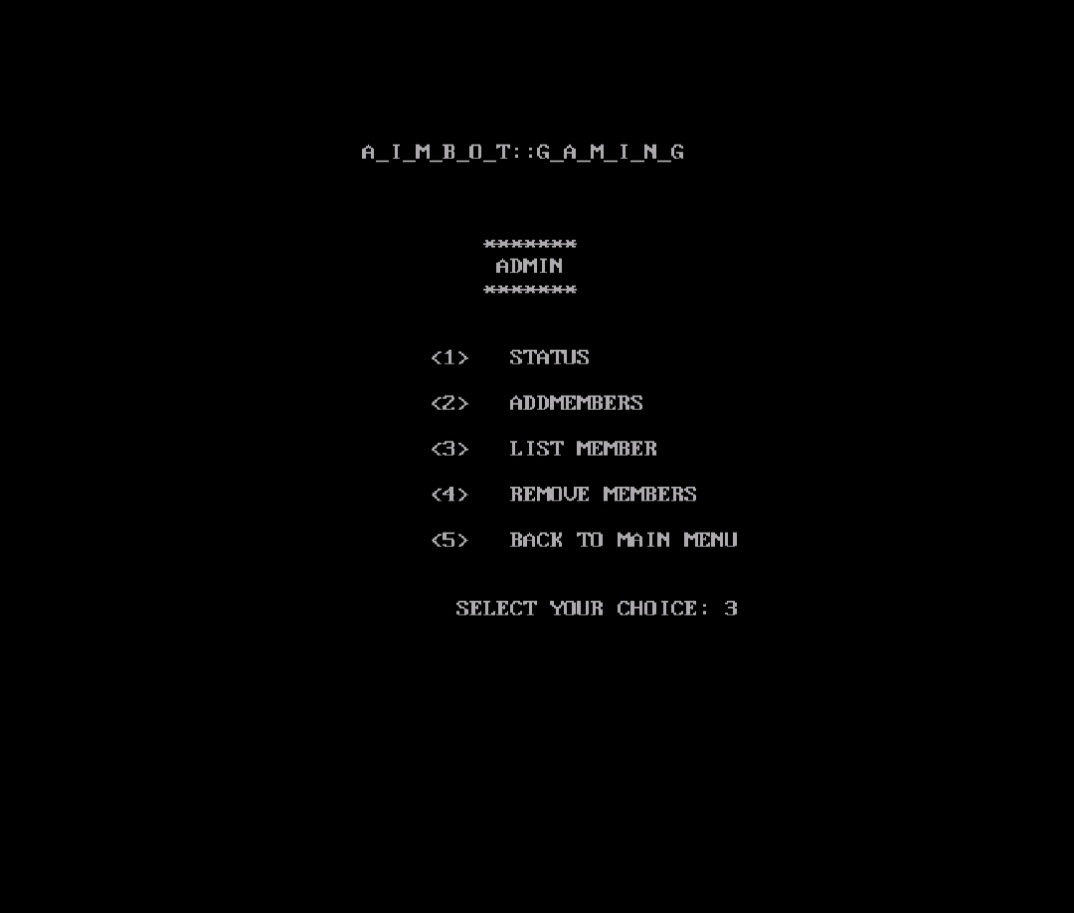 A_I_M_B_O_T::G_A_M_I_N_G
*******
ADMIN
*******
<1> STATUS
<2> ADDMEMBERS
<3> LIST MEMBER
<4> REMOVE MEMBERS
<5> BACK TO MAIN MENU
SELECT YOUR CHOICE: 3